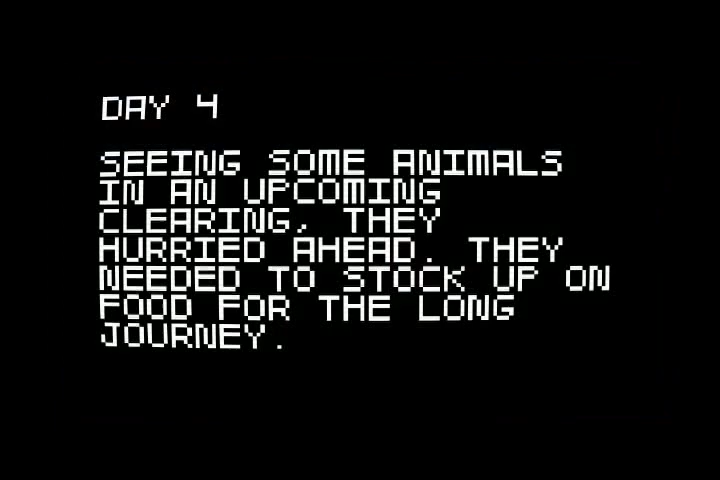 DAY 4
SEEING SOME ANIMALS
IN AN UPCOMING
CLEARING, THEY
HURRIED AHEAD. THEY
NEEDED TO STOCK UP ON
FOOD FOR THE LONG
JOURNEY.